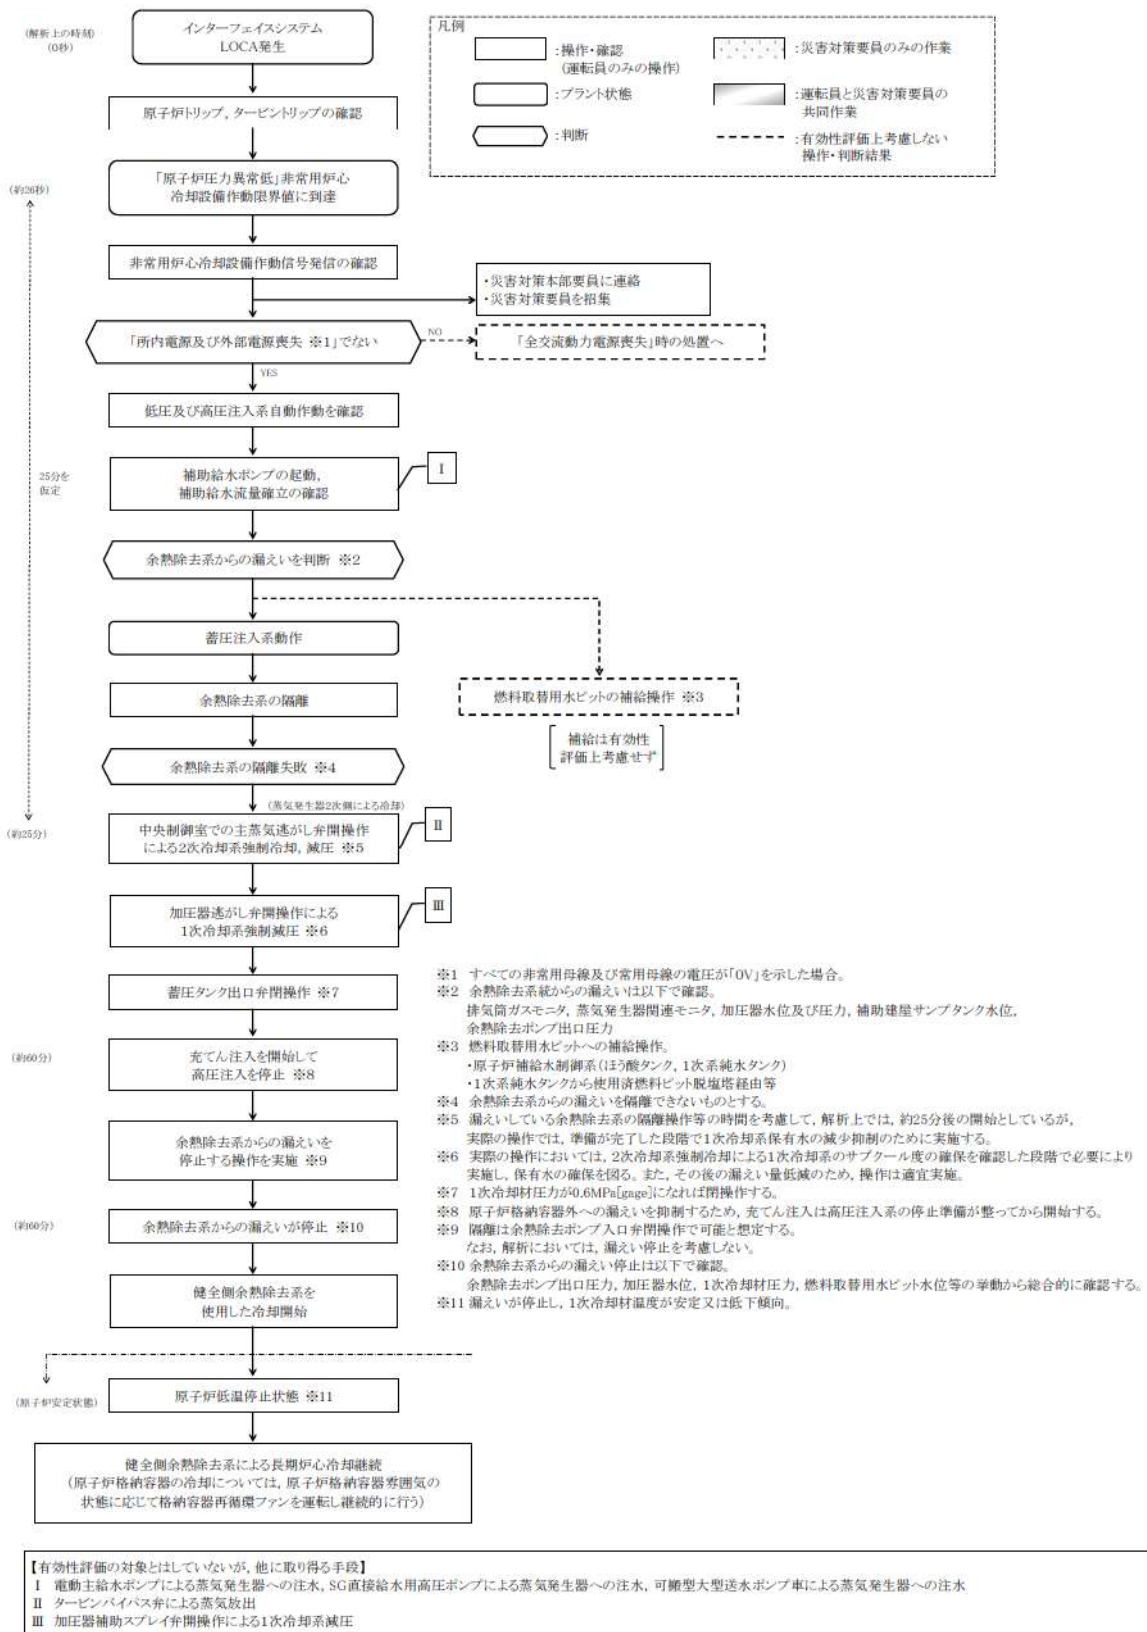 (解析上の時刻)
(0秒)
インターフェイスシステム
LOCA発生
凡例
:操作・確認
(運転員のみの操作)
:災害対策要員のみの作業
:プラント状態
:運転員と災害対策要員の
共同作業
:判断
:有効性評価上考慮しない
操作・判断結果
原子炉トリップ, タービントリップの確認
(約26秒)
「原子炉圧力異常低」非常用炉心
冷却設備作動限界値に到達
非常用炉心冷却設備作動信号発信の確認
・災害対策本部要員に連絡
・災害対策要員を招集
「所内電源及び外部電源喪失 ※1」でない
NO
「全交流動力電源喪失」時の処置へ
YES
低圧及び高圧注入系自動作動を確認
25分を
仮定
補助給水ポンプの起動,
補助給水流量確立の確認
I
余熱除去系からの漏えいを判断 ※2
蓄圧注入系動作
余熱除去系の隔離
燃料取替用水ピットの補給操作 ※3
補給は有効性
評価上考慮せず
余熱除去系の隔離失敗 ※4
(蒸気発生器2次側による冷却)
(約25分)
中央制御室での主蒸気逃がし弁開操作
による2次冷却系強制冷却, 減圧 ※5
II
加圧器逃がし弁開操作による
1次冷却系強制減圧 ※6
III
蓄圧タンク出口弁閉操作 ※7
(約60分)
充てん注入を開始して
高圧注入を停止 ※8
余熱除去系からの漏えいを
停止する操作を実施 ※9
(約60分)
余熱除去系からの漏えいが停止 ※10
健全側余熱除去系を
使用した冷却開始
(原子炉安定状態)
原子炉低温停止状態 ※11
健全側余熱除去系による長期炉心冷却継続
(原子炉格納容器の冷却については, 原子炉格納容器雰囲気の
状態に応じて格納容器再循環ファンを運転し継続的に行う)
※1 すべての非常用母線及び常用母線の電圧が「0V」を示した場合。
※2 余熱除去系統からの漏えいは以下で確認。
排気筒ガスモニタ, 蒸気発生器関連モニタ, 加圧器水位及び圧力, 補助建屋サンプタンク水位,
余熱除去ポンプ出口圧力
※3 燃料取替用水ピットへの補給操作。
・原子炉補給水制御系(ほう酸タンク, 1次系純水タンク)
・1次系純水タンクから使用済燃料ピット脱塩塔経由等
※4 余熱除去系からの漏えいを隔離できないものとする。
※5 漏えいしている余熱除去系の隔離操作等の時間を考慮して, 解析上では, 約25分後の開始としているが,
実際の操作では, 準備が完了した段階で1次冷却系保有水の減少抑制のために実施する。
※6 実際の操作においては, 2次冷却系強制冷却による1次冷却系のサブクール度の確保を確認した段階で必要により
実施し, 保有水の確保を図る。また, その後の漏えい量低減のため, 操作は適宜実施。
※7 1次冷却材圧力が0.6MPa[gage]になれば閉操作する。
※8 原子炉格納容器外への漏えいを抑制するため, 充てん注入は高圧注入系の停止準備が整ってから開始する。
※9 隔離は余熱除去ポンプ入口弁閉操作で可能と想定する。
なお, 解析においては, 漏えい停止を考慮しない。
※10 余熱除去系からの漏えい停止は以下で確認。
余熱除去ポンプ出口圧力, 加圧器水位, 1次冷却材圧力, 燃料取替用水ピット水位等の挙動から総合的に確認する。
※11 漏えいが停止し, 1次冷却材温度が安定又は低下傾向。
【有効性評価の対象とはしていないが, 他に取り得る手段】
I 電動主給水ポンプによる蒸気発生器への注水, SG直接給水用高圧ポンプによる蒸気発生器への注水, 可搬型大型送水ポンプ車による蒸気発生器への注水
II タービンバイパス弁による蒸気放出
III 加圧器補助スプレイ弁開操作による1次冷却系減圧